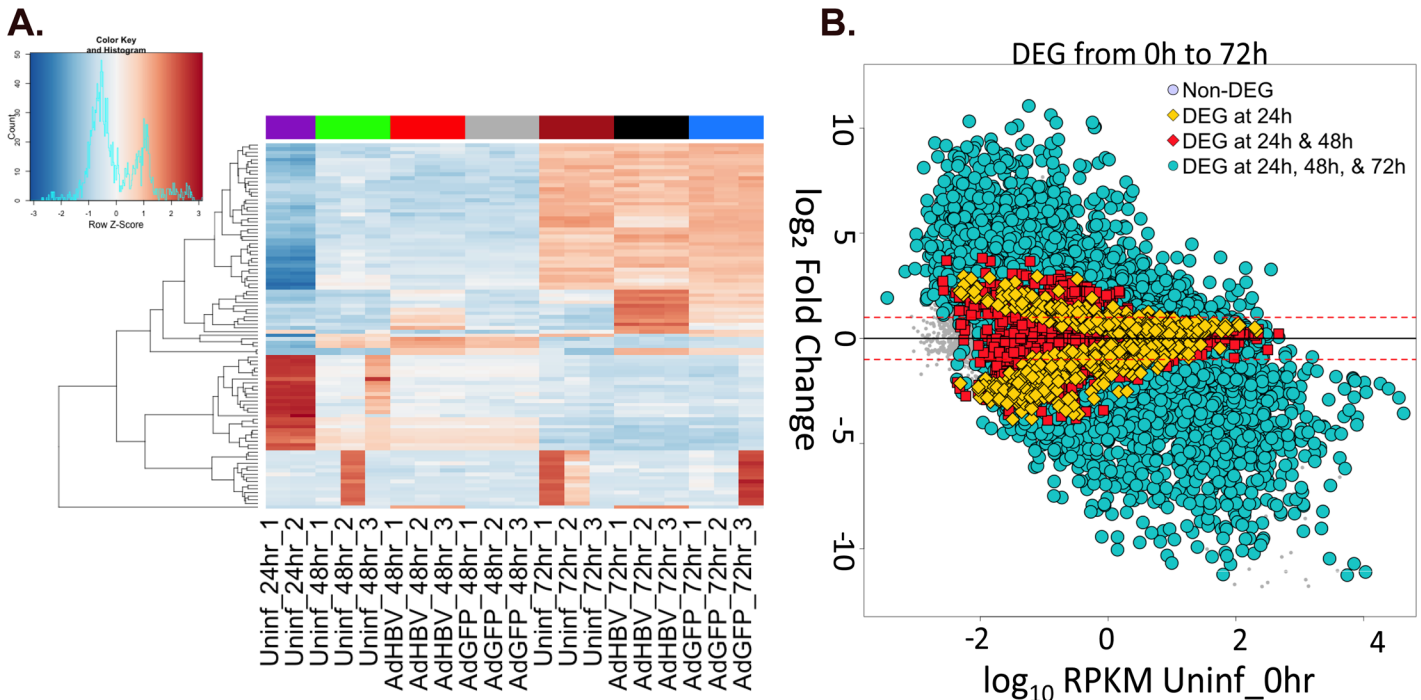 A.
Color Key
and Histogram
Count
0
10
20
30
40
50
-3
-2
-1
0
1
2
3
Row Z-Score
Uninf_24hr_1
Uninf_24hr_2
Uninf_48hr_1
Uninf_48hr_2
Uninf_48hr_3
AdHBV_48hr_1
AdHBV_48hr_2
AdHBV_48hr_3
AdGFP_48hr_1
AdGFP_48hr_2
AdGFP_48hr_3
Uninf_72hr_1
Uninf_72hr_2
Uninf_72hr_3
AdHBV_72hr_1
AdHBV_72hr_2
AdHBV_72hr_3
AdGFP_72hr_1
AdGFP_72hr_2
AdGFP_72hr_3
B.
DEG from 0h to 72h
Non-DEG
DEG at 24h
DEG at 24h & 48h
DEG at 24h, 48h, & 72h
log₂ Fold Change
10
5
0
-5
-10
-2
0
2
4
log₁₀ RPKM Uninf_0hr